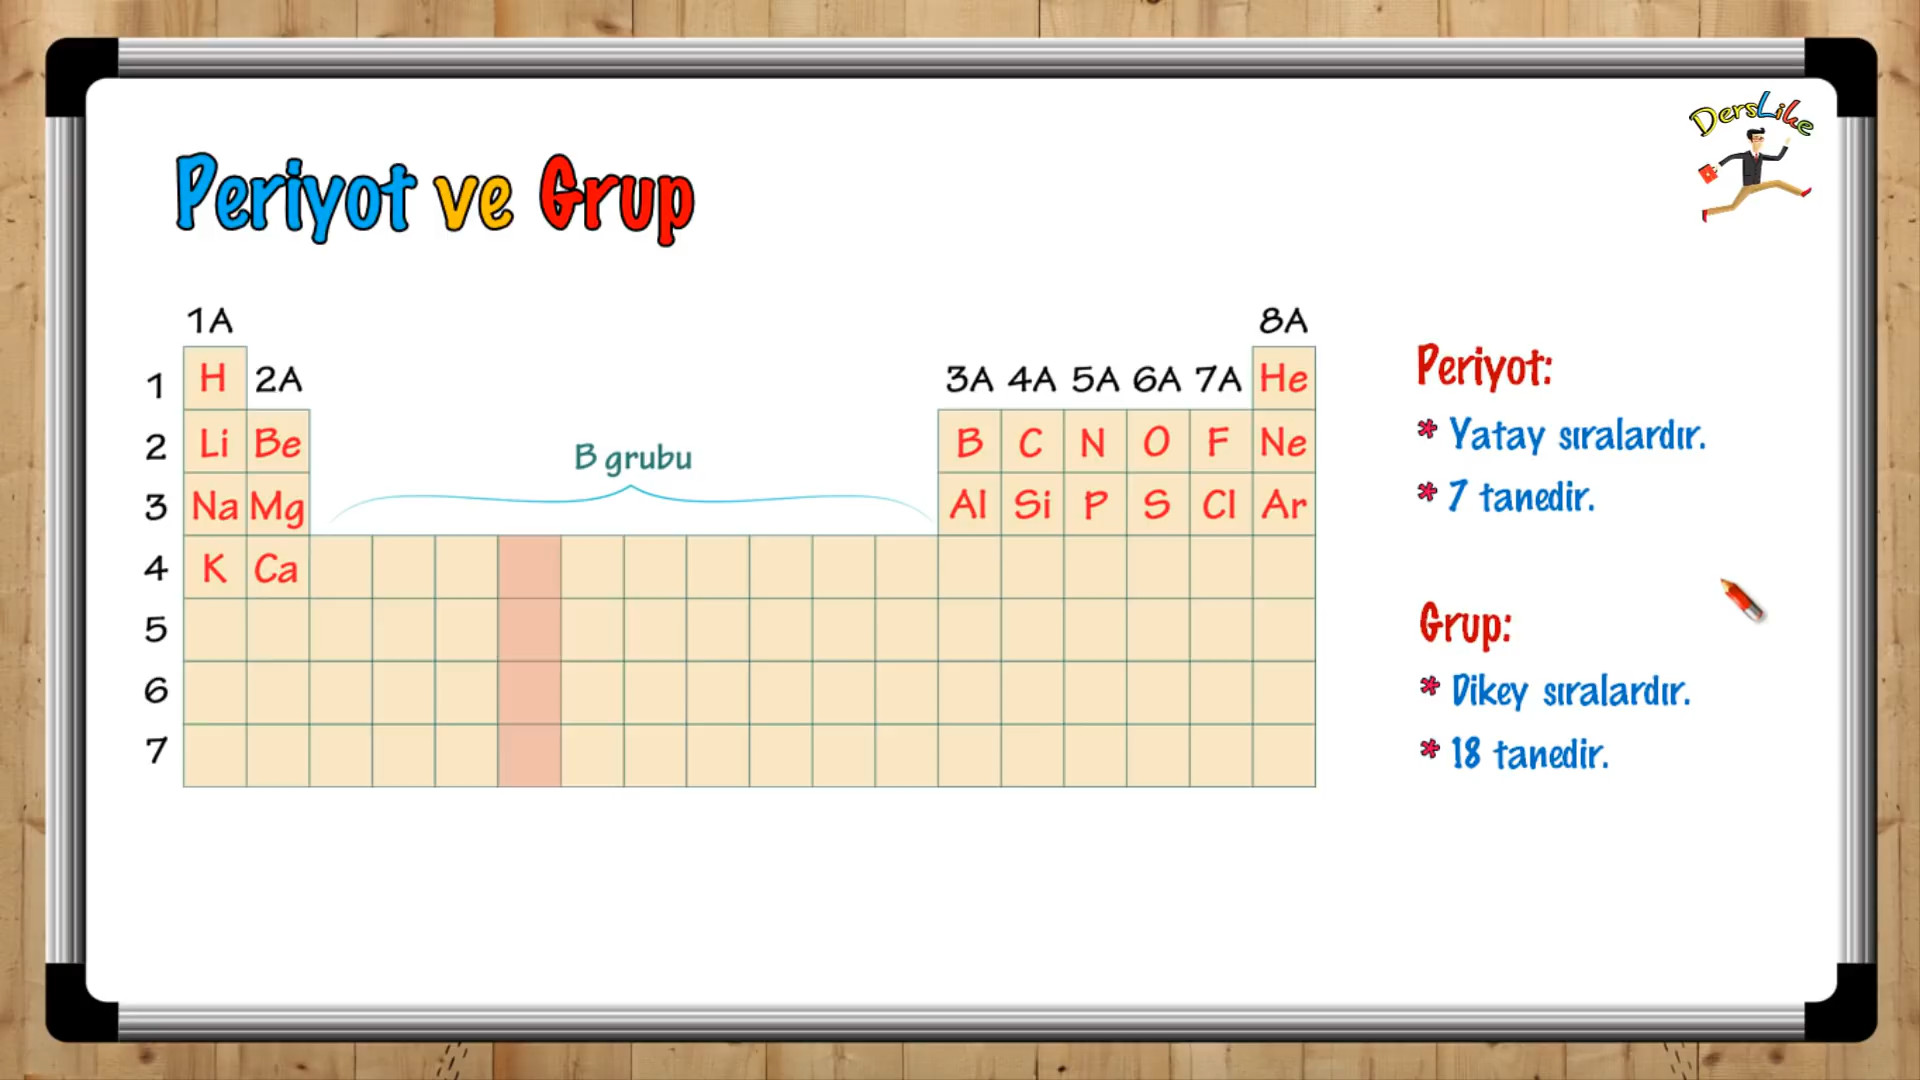 DersLike
Periyot ve Grup
1A 8A
1 H 2A 3A 4A 5A 6A 7A He
2 Li Be B C N O F Ne
B grubu
3 Na Mg Al Si P S Cl Ar
4 K Ca
5
6
7
Periyot:
* Yatay sıralardır.
* 7 tanedir.
Grup:
* Dikey sıralardır.
* 18 tanedir.